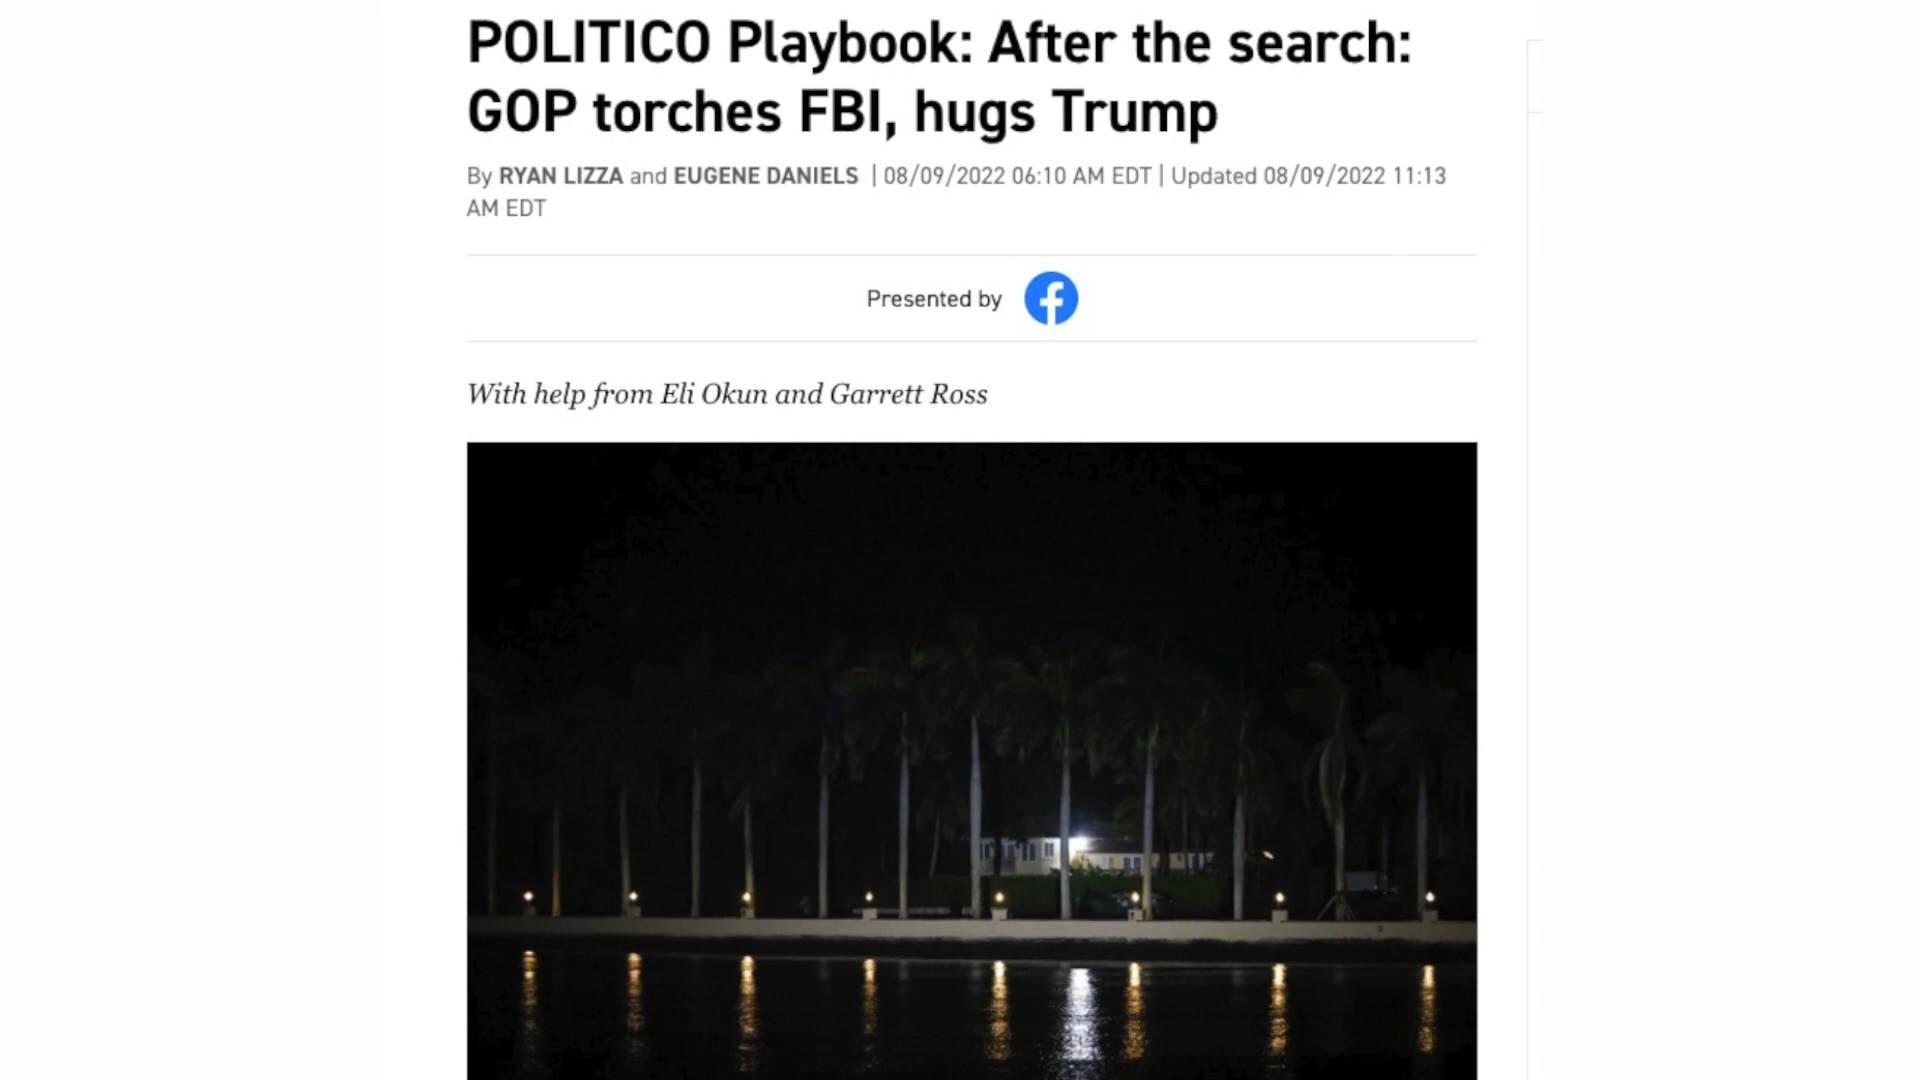 POLITICO Playbook: After the search:
GOP torches FBI, hugs Trump
By RYAN LIZZA and EUGENE DANIELS | 08/09/2022 06:10 AM EDT | Updated 08/09/2022 11:13
AM EDT
Presented by
With help from Eli Okun and Garrett Ross